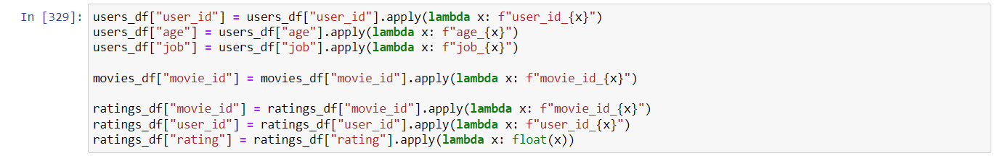 In [329]: users_df["user_id"] = users_df["user_id"].apply(lambda x: f"user_id_{x}")
users_df["age"] = users_df["age"].apply(lambda x: f"age_{x}")
users_df["job"] = users_df["job"].apply(lambda x: f"job_{x}")
movies_df["movie_id"] = movies_df["movie_id"].apply(lambda x: f"movie_id_{x}")
ratings_df["movie_id"] = ratings_df["movie_id"].apply(lambda x: f"movie_id_{x}")
ratings_df["user_id"] = ratings_df["user_id"].apply(lambda x: f"user_id_{x}")
ratings_df["rating"] = ratings_df["rating"].apply(lambda x: float(x))